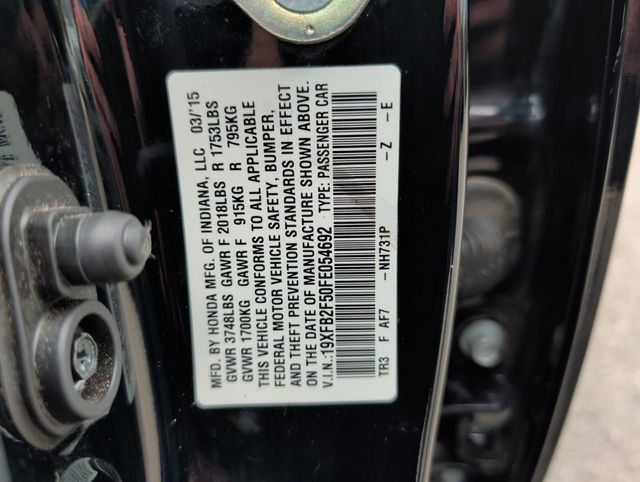 MFD. BY HONDA MFG. OF INDIANA, LLC 03/'15
GVWR 3748LBS GAWR F 2018LBS R 1753LBS
GVWR 1700KG GAWR F 915KG R 795KG
THIS VEHICLE CONFORMS TO ALL APPLICABLE
FEDERAL MOTOR VEHICLE SAFETY, BUMPER,
AND THEFT PREVENTION STANDARDS IN EFFECT
ON THE DATE OF MANUFACTURE SHOWN ABOVE.
V.I.N.:19XFB2F50FE054692 TYPE: PASSENGER CAR
TR3 F AF7 -NH731P -Z -E